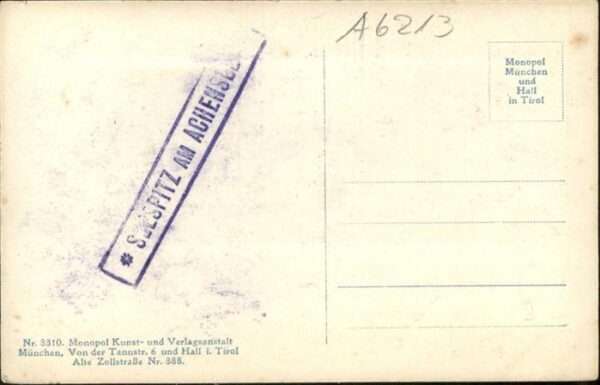 A6213
Monopol
München
und
Hall
in Tirol
* SEESPITZ AM ACHENSEE
Nr. 3310. Monopol Kunst- und Verlagsanstalt
München, Von der Tannstr. 6 und Hall i. Tirol
Alte Zollstraße Nr. 388.